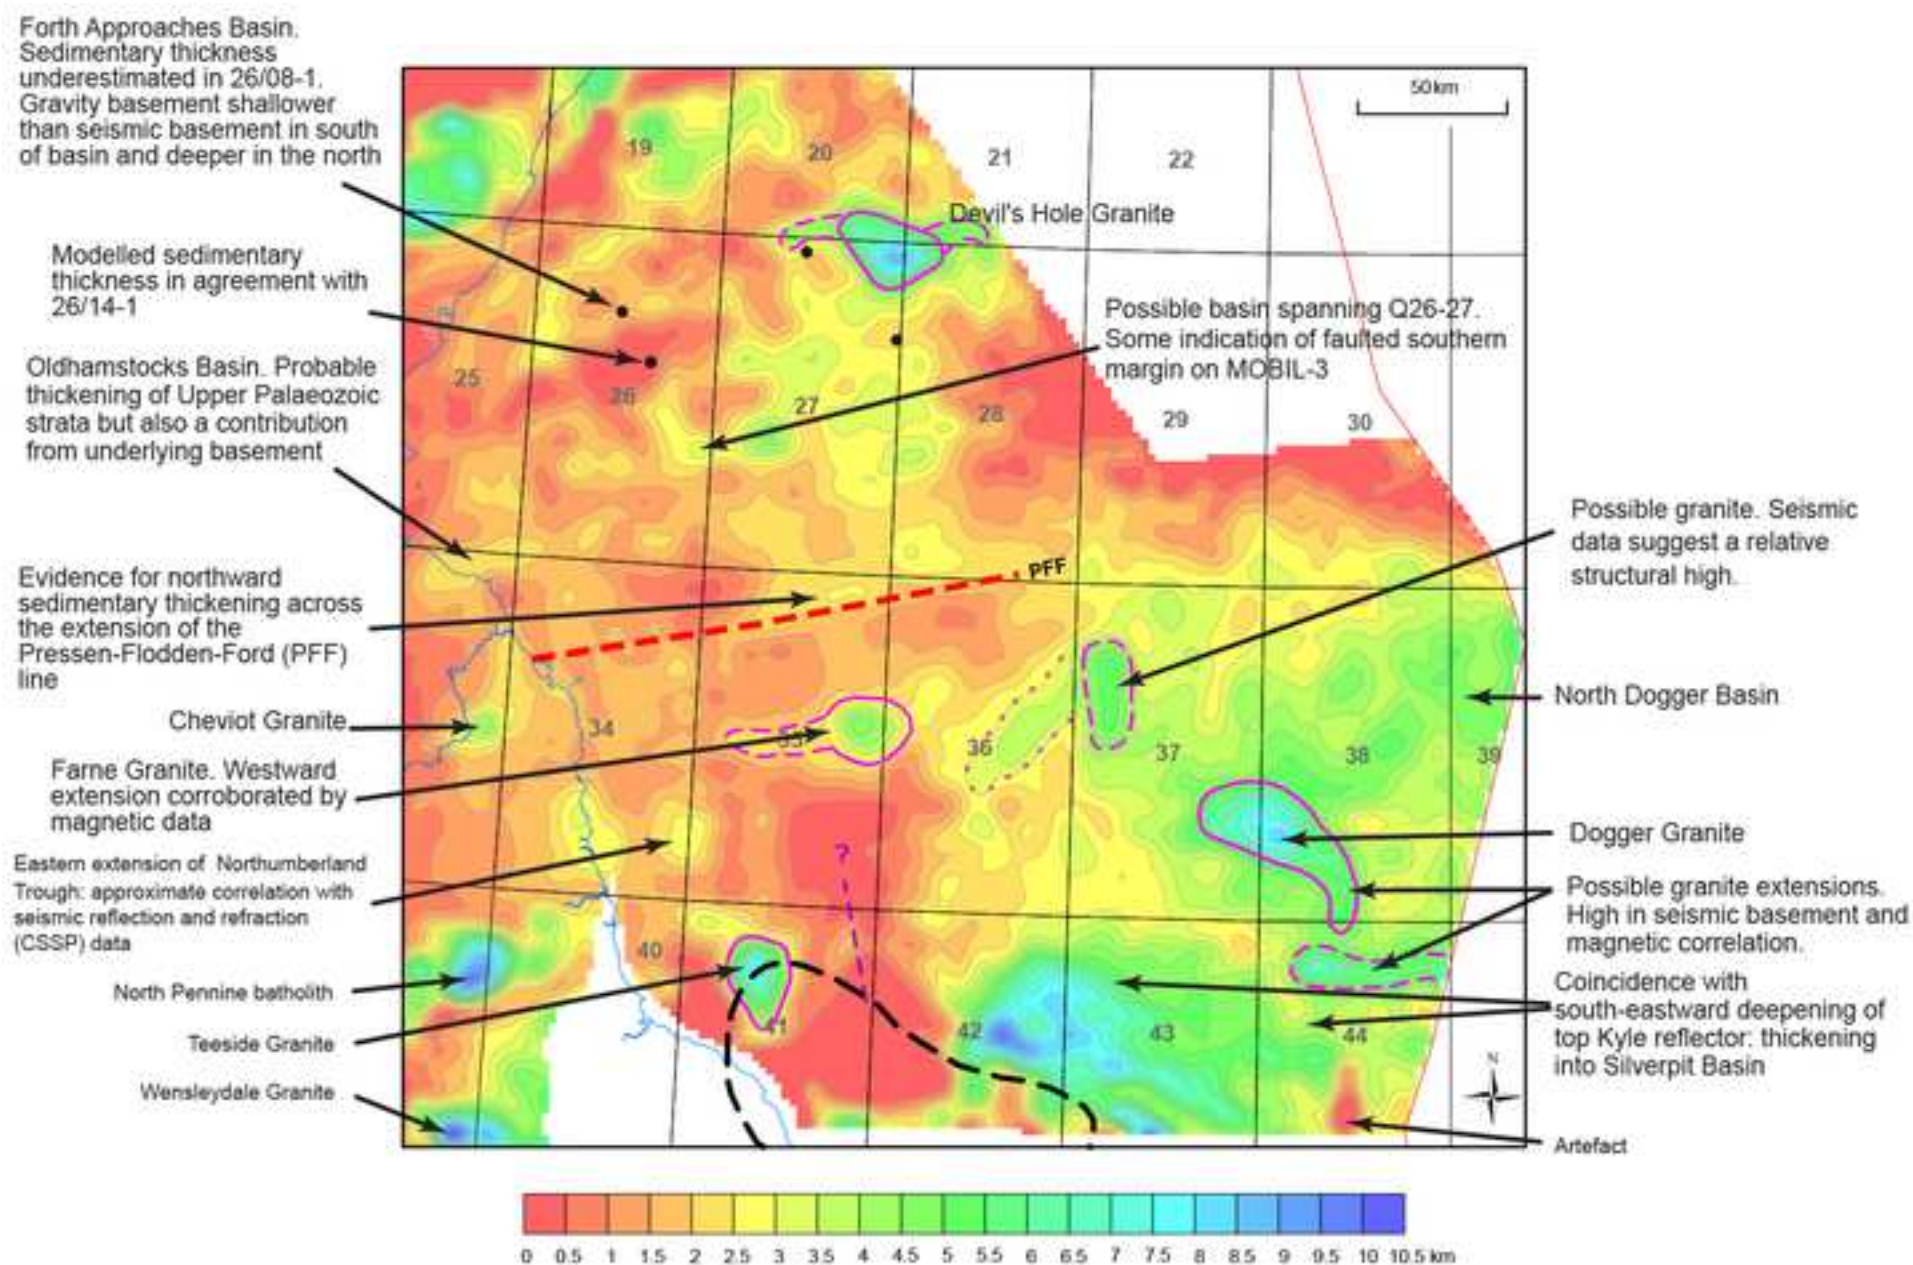 Forth Approaches Basin.
Sedimentary thickness
underestimated in 26/08-1.
Gravity basement shallower
than seismic basement in south
of basin and deeper in the north
Modelled sedimentary
thickness in agreement with
26/14-1
Oldhamstocks Basin. Probable
thickening of Upper Palaeozoic
strata but also a contribution
from underlying basement
Evidence for northward
sedimentary thickening across
the extension of the
Pressen-Flodden-Ford (PFF)
line
Cheviot Granite
Farne Granite. Westward
extension corroborated by
magnetic data
Eastern extension of Northumberland
Trough: approximate correlation with
seismic reflection and refraction
(CSSP) data
North Pennine batholith
Teeside Granite
Wensleydale Granite
50km
19
20
21
22
Devil's Hole Granite
Possible basin spanning Q26-27.
Some indication of faulted southern
margin on MOBIL-3
25
26
27
28
29
30
PFF
Possible granite. Seismic
data suggest a relative
structural high.
North Dogger Basin
34
35
36
37
38
39
Dogger Granite
?
Possible granite extensions.
High in seismic basement and
magnetic correlation.
40
41
42
43
44
Coincidence with
south-eastward deepening of
top Kyle reflector: thickening
into Silverpit Basin
N
Artefact
0 0.5 1 1.5 2 2.5 3 3.5 4 4.5 5 5.5 6 6.5 7 7.5 8 8.5 9 9.5 10 10.5 km